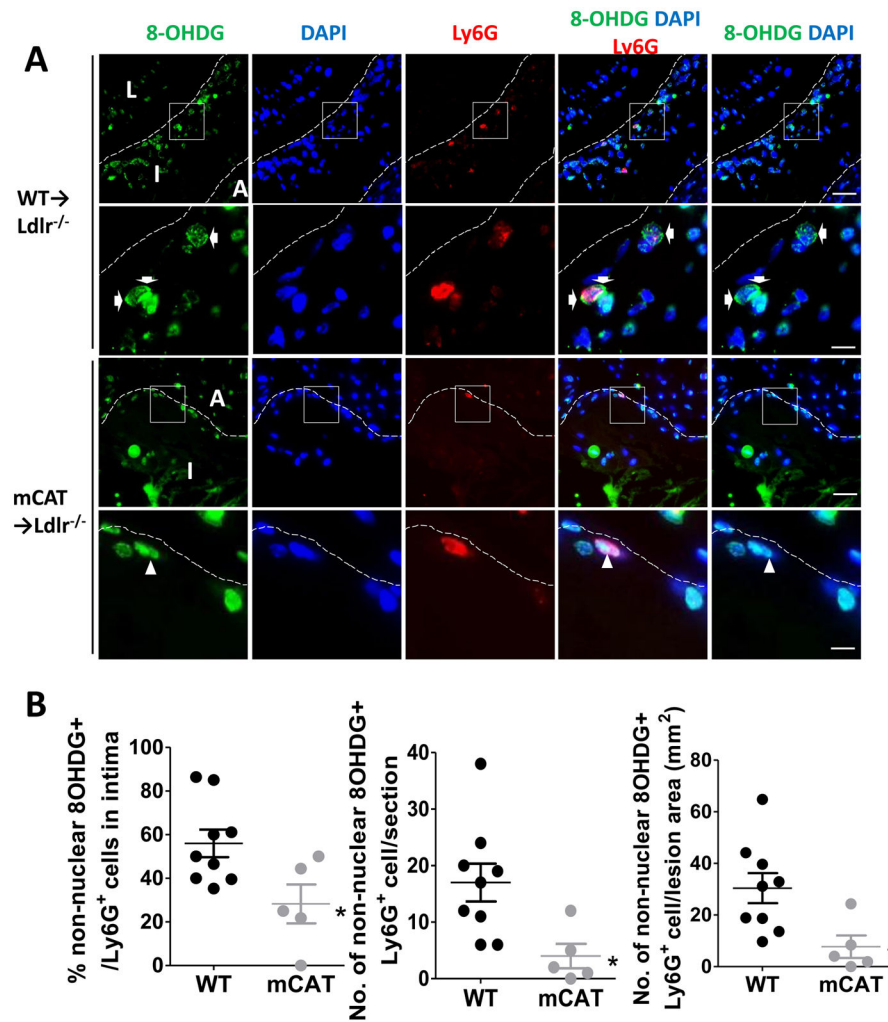 8-OHDG DAPI Ly6G 8-OHDG DAPI 8-OHDG DAPI
Ly6G
A
L
I
A
WT→
Ldlr-/-
A
I
mCAT
→Ldlr-/-
B
% non-nuclear 8OHDG+
/Ly6G+ cells in intima
100
80
60
40
20
0
WT mCAT
*
No. of non-nuclear 8OHDG+
Ly6G+ cell/section
40
30
20
10
0
WT mCAT
*
No. of non-nuclear 8OHDG+
Ly6G+ cell/lesion area (mm2)
80
60
40
20
0
WT mCAT